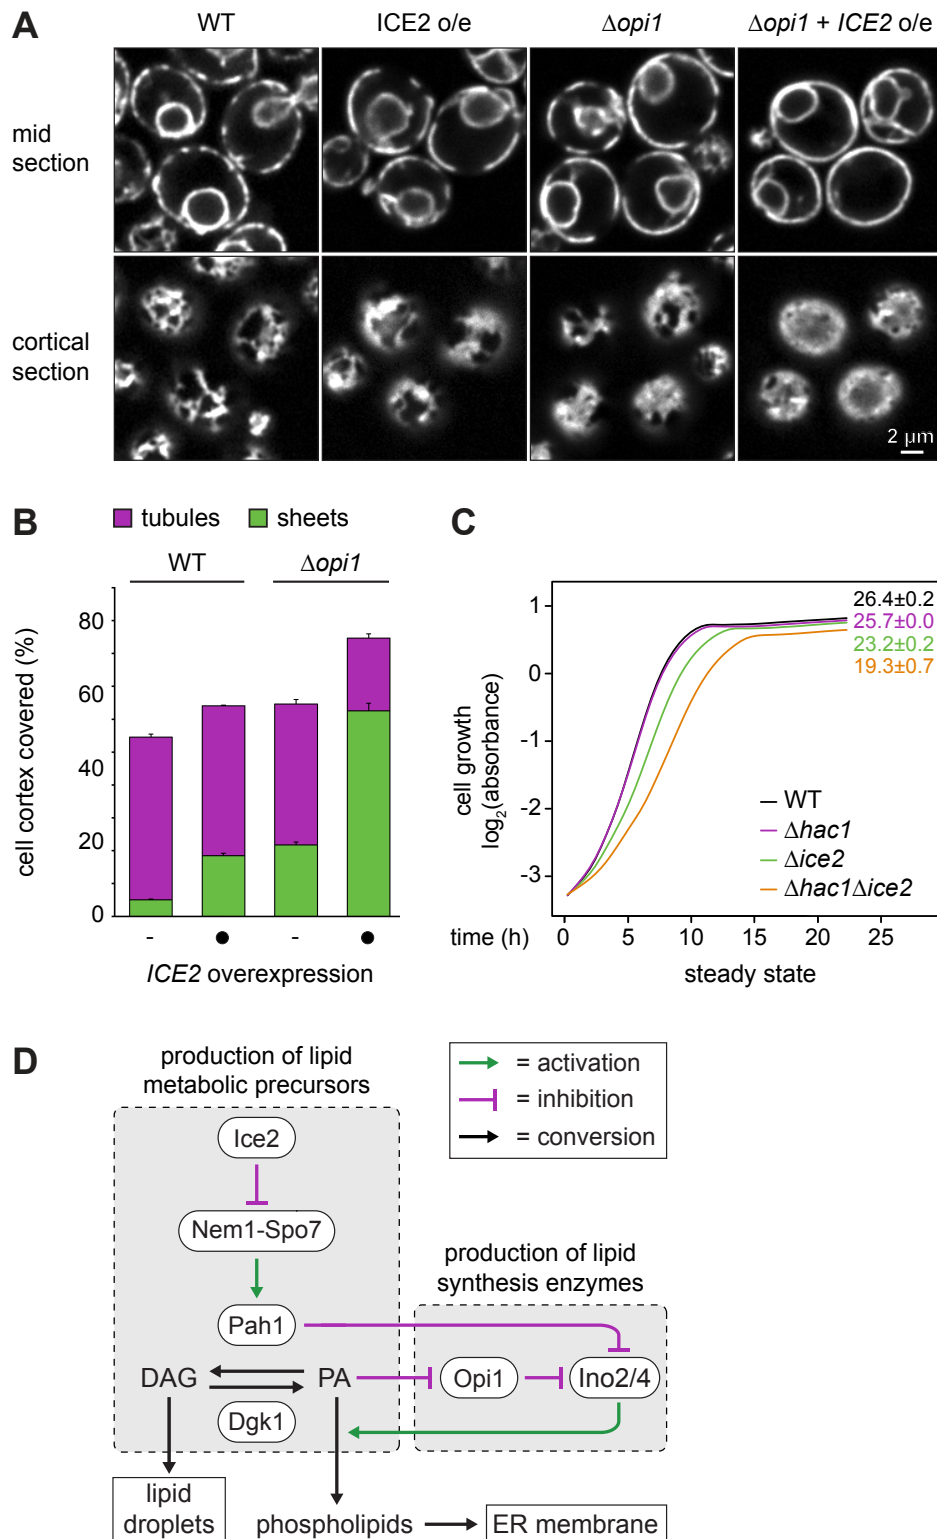 A
WT
ICE2 o/e
Δopi1
Δopi1 + ICE2 o/e
mid
section
cortical
section
2 µm
B
tubules
sheets
WT
Δopi1
cell cortex covered (%)
80
60
40
20
0
-
●
-
●
ICE2 overexpression
C
cell growth
log2(absorbance)
1
0
-1
-2
-3
26.4±0.2
25.7±0.0
23.2±0.2
19.3±0.7
WT
Δhac1
Δice2
Δhac1Δice2
time (h)
0
5
10
15
20
25
steady state
D
production of lipid
metabolic precursors
= activation
= inhibition
= conversion
Ice2
Nem1-Spo7
production of lipid
synthesis enzymes
Pah1
DAG
PA
Opi1
Ino2/4
Dgk1
lipid
droplets
phospholipids
ER membrane